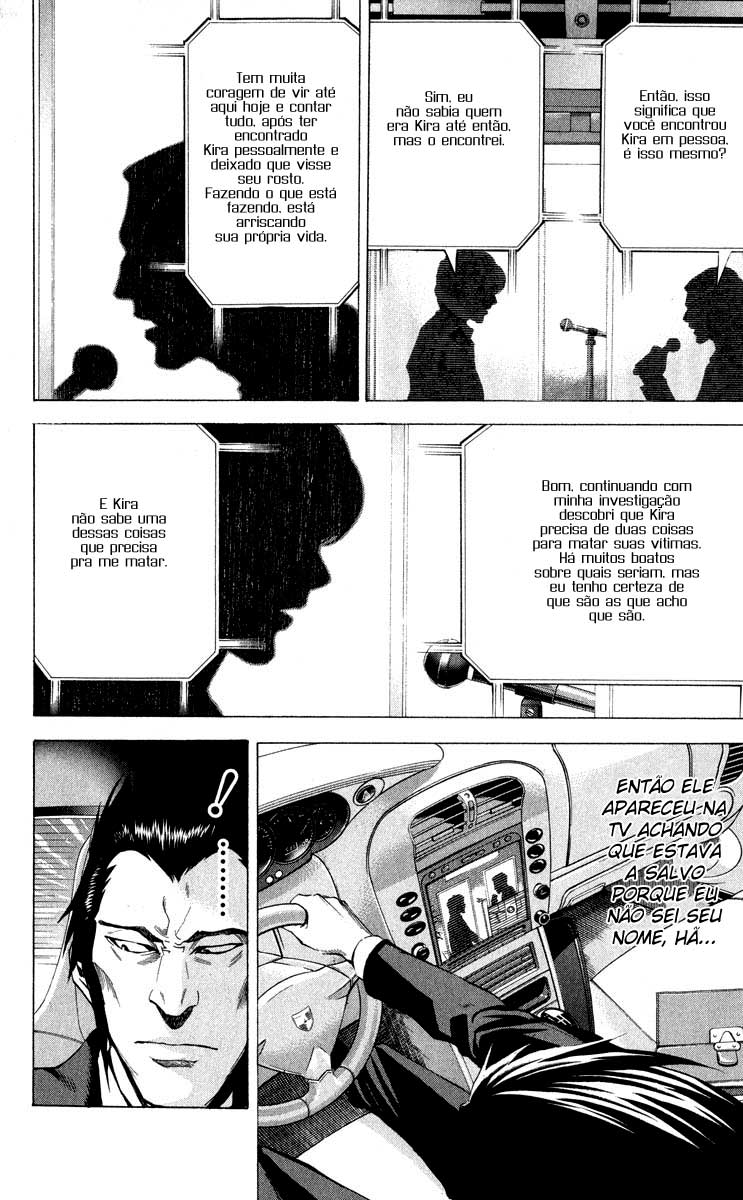 Então, isso
significa que
você encontrou
Kira em pessoa,
é isso mesmo?
Sim, eu
não sabia quem
era Kira até então,
mas o encontrei.
Tem muita
coragem de vir até
aqui hoje e contar
tudo, após ter
encontrado
Kira pessoalmente e
deixado que visse
seu rosto.
Fazendo o que está
fazendo, está
arriscando
sua própria vida.
Bom, continuando com
minha investigação
descobri que Kira
precisa de duas coisas
para matar suas vítimas.
Há muitos boatos
sobre quais seriam, mas
eu tenho certeza de
que são as que acho
que são.
E Kira
não sabe uma
dessas coisas
que precisa
pra me matar.
ENTÃO ELE
APARECEU NA
TV ACHANDO
QUE ESTAVA
A SALVO
PORQUE EU
NÃO SEI SEU
NOME, HÃ...
!
........